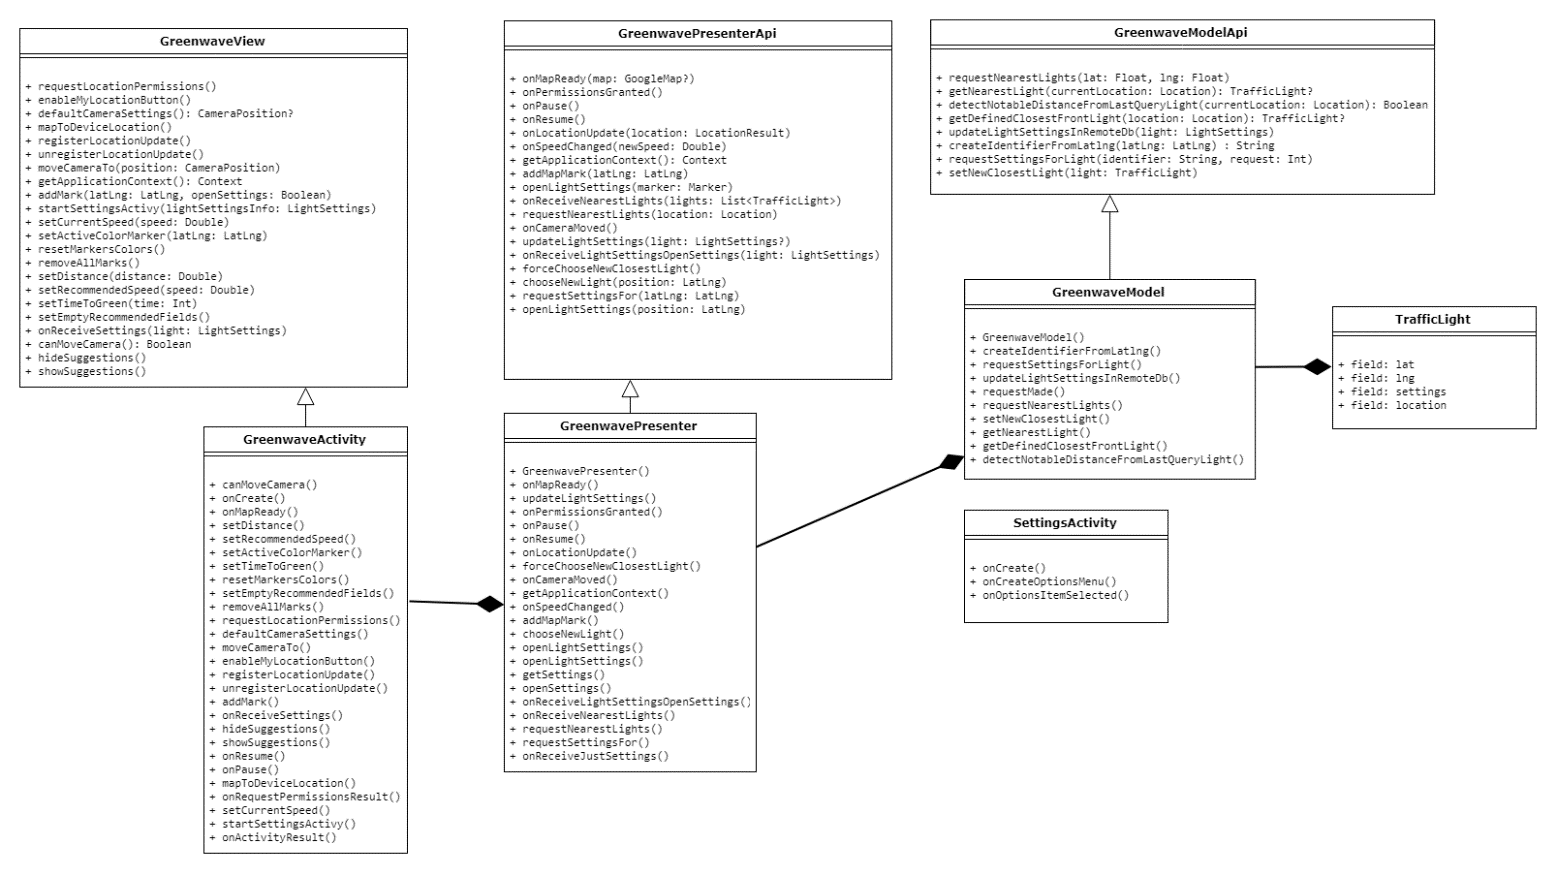 GreenwaveView
+ requestLocationPermissions()
+ enableMyLocationButton()
+ defaultCameraSettings(): CameraPosition?
+ mapToDeviceLocation()
+ registerLocationUpdate()
+ unregisterLocationUpdate()
+ moveCameraTo(position: CameraPosition)
+ getApplicationContext(): Context
+ addMark(latLng: LatLng, openSettings: Boolean)
+ startSettingsActivy(lightSettingsInfo: LightSettings)
+ setCurrentSpeed(speed: Double)
+ setActiveColorMarker(latLng: LatLng)
+ resetMarkersColors()
+ removeAllMarks()
+ setDistance(distance: Double)
+ setRecommendedSpeed(speed: Double)
+ setTimeToGreen(time: Int)
+ setEmptyRecommendedFields()
+ onReceiveSettings(light: LightSettings)
+ canMoveCamera(): Boolean
+ hideSuggestions()
+ showSuggestions()
GreenwavePresenterApi
+ onMapReady(map: GoogleMap?)
+ onPermissionsGranted()
+ onPause()
+ onResume()
+ onLocationUpdate(location: LocationResult)
+ onSpeedChanged(newSpeed: Double)
+ getApplicationContext(): Context
+ addMapMark(latLng: LatLng)
+ openLightSettings(marker: Marker)
+ onReceiveNearestLights(lights: List<TrafficLight>)
+ requestNearestLights(location: Location)
+ onCameraMoved()
+ updateLightSettings(light: LightSettings?)
+ onReceiveLightSettingsOpenSettings(light: LightSettings)
+ forceChooseNewClosestLight()
+ chooseNewLight(position: LatLng)
+ requestSettingsFor(latLng: LatLng)
+ openLightSettings(position: LatLng)
GreenwaveModelApi
+ requestNearestLights(lat: Float, lng: Float)
+ getNearestLight(currentLocation: Location): TrafficLight?
+ detectNotableDistanceFromLastQueryLight(currentLocation: Location): Boolean
+ getDefinedClosestFrontLight(location: Location): TrafficLight?
+ updateLightSettingsInRemoteDb(light: LightSettings)
+ createIdentifierFromLatlng(latLng: LatLng) : String
+ requestSettingsForLight(identifier: String, request: Int)
+ setNewClosestLight(light: TrafficLight)
GreenwaveActivity
+ canMoveCamera()
+ onCreate()
+ onMapReady()
+ setDistance()
+ setRecommendedSpeed()
+ setActiveColorMarker()
+ setTimeToGreen()
+ resetMarkersColors()
+ setEmptyRecommendedFields()
+ removeAllMarks()
+ requestLocationPermissions()
+ defaultCameraSettings()
+ moveCameraTo()
+ enableMyLocationButton()
+ registerLocationUpdate()
+ unregisterLocationUpdate()
+ addMark()
+ onReceiveSettings()
+ hideSuggestions()
+ showSuggestions()
+ onResume()
+ onPause()
+ mapToDeviceLocation()
+ onRequestPermissionsResult()
+ setCurrentSpeed()
+ startSettingsActivy()
+ onActivityResult()
GreenwavePresenter
+ GreenwavePresenter()
+ onMapReady()
+ updateLightSettings()
+ onPermissionsGranted()
+ onPause()
+ onResume()
+ onLocationUpdate()
+ forceChooseNewClosestLight()
+ onCameraMoved()
+ getApplicationContext()
+ onSpeedChanged()
+ addMapMark()
+ chooseNewLight()
+ openLightSettings()
+ openLightSettings()
+ getSettings()
+ openSettings()
+ onReceiveLightSettingsOpenSettings()
+ onReceiveNearestLights()
+ requestNearestLights()
+ requestSettingsFor()
+ onReceiveJustSettings()
GreenwaveModel
+ GreenwaveModel()
+ createIdentifierFromLatlng()
+ requestSettingsForLight()
+ updateLightSettingsInRemoteDb()
+ requestMade()
+ requestNearestLights()
+ setNewClosestLight()
+ getNearestLight()
+ getDefinedClosestFrontLight()
+ detectNotableDistanceFromLastQueryLight()
TrafficLight
+ field: lat
+ field: lng
+ field: settings
+ field: location
SettingsActivity
+ onCreate()
+ onCreateOptionsMenu()
+ onOptionsItemSelected()